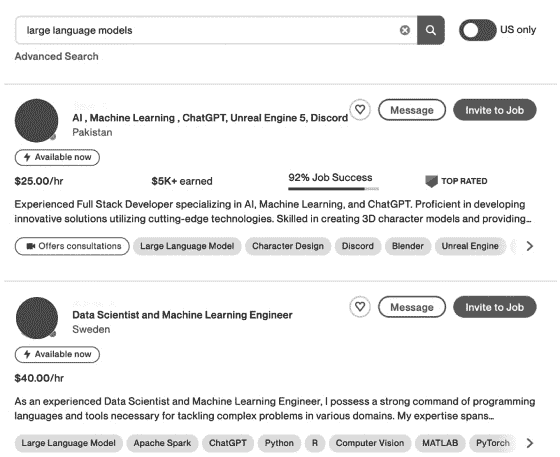 large language models
US only
Advanced Search
AI , Machine Learning , ChatGPT, Unreal Engine 5, Discord
Message
Invite to Job
Pakistan
Available now
$25.00/hr
$5K+ earned
92% Job Success
TOP RATED
Experienced Full Stack Developer specializing in AI, Machine Learning, and ChatGPT. Proficient in developing
innovative solutions utilizing cutting-edge technologies. Skilled in creating 3D character models and providing...
Offers consultations
Large Language Model
Character Design
Discord
Blender
Unreal Engine
Data Scientist and Machine Learning Engineer
Message
Invite to Job
Sweden
Available now
$40.00/hr
As an experienced Data Scientist and Machine Learning Engineer, I possess a strong command of programming
languages and tools necessary for tackling complex problems in various domains. My expertise spans...
Large Language Model
Apache Spark
ChatGPT
Python
R
Computer Vision
MATLAB
PyTorch